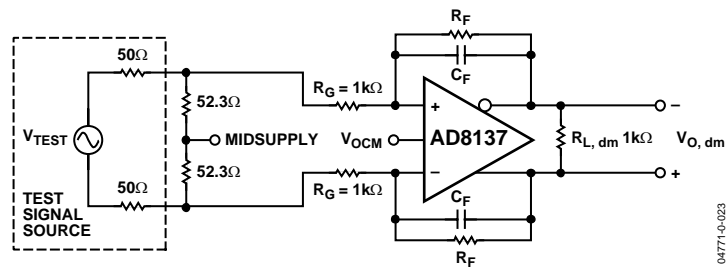 R_F
50Ω
C_F
R_G = 1kΩ
52.3Ω
+
–
V_TEST
MIDSUPPLY
V_OCM
AD8137
R_L, dm 1kΩ
V_O, dm
52.3Ω
–
+
50Ω
R_G = 1kΩ
C_F
TEST
SIGNAL
SOURCE
R_F
04771-0-023